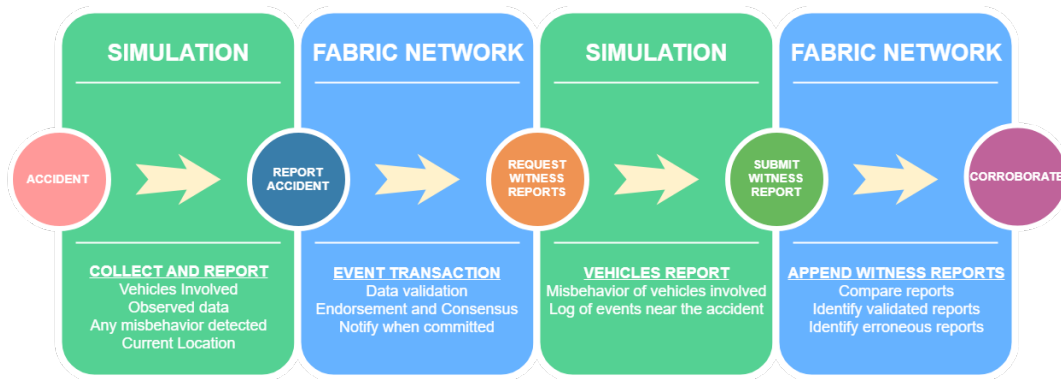 SIMULATION
FABRIC NETWORK
SIMULATION
FABRIC NETWORK
ACCIDENT
REPORT
ACCIDENT
REQUEST
WITNESS
REPORTS
SUBMIT
WITNESS
REPORT
CORROBORATE
COLLECT AND REPORT
Vehicles Involved
Observed data
Any misbehavior detected
Current Location
EVENT TRANSACTION
Data validation
Endorsement and Consensus
Notify when committed
VEHICLES REPORT
Misbehavior of vehicles involved
Log of events near the accident
APPEND WITNESS REPORTS
Compare reports
Identify validated reports
Identify erroneous reports